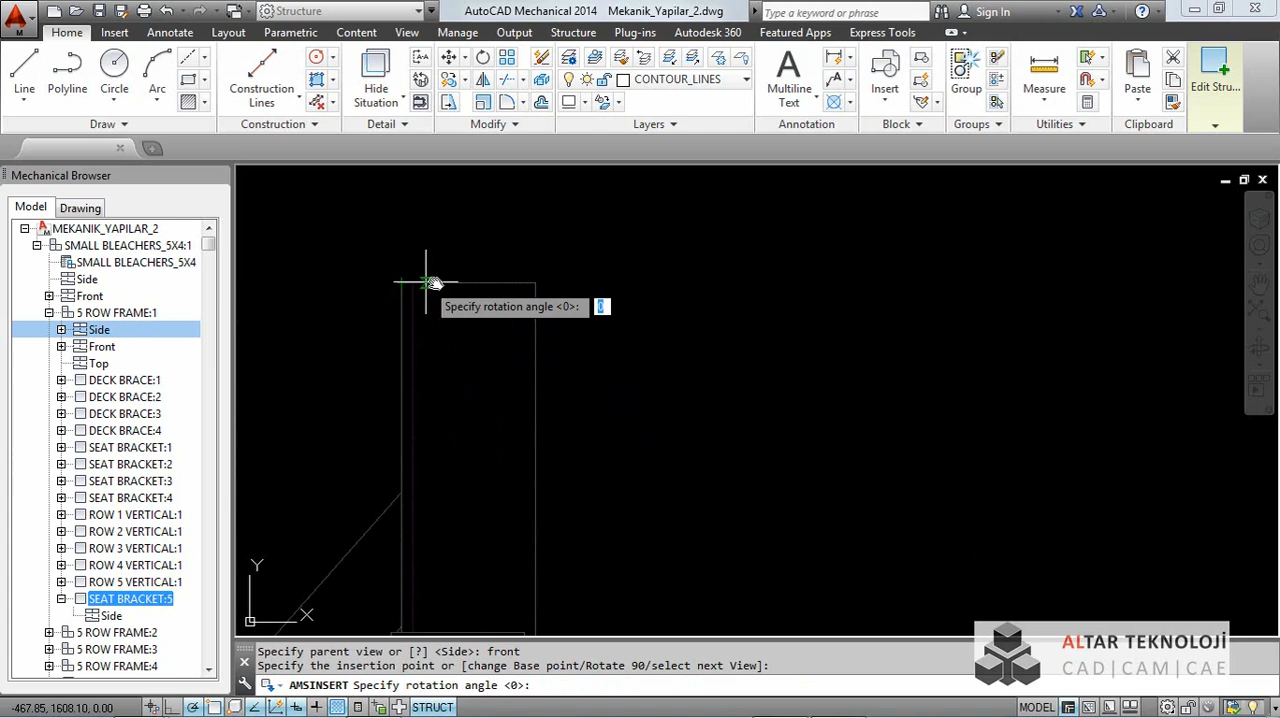 Structure
AutoCAD Mechanical 2014 Mekanik_Yapilar_2.dwg
Type a keyword or phrase
Sign In
Home Insert Annotate Layout Parametric Content View Manage Output Structure Plug-ins Autodesk 360 Featured Apps Express Tools
CONTOUR_LINES
Line Polyline Circle Arc
Construction Lines
Hide Situation
Multiline Text
Insert
Group
Measure
Paste
Edit Stru...
Draw Construction Detail Modify Layers Annotation Block Groups Utilities Clipboard
Mechanical Browser
Model Drawing
MEKANIK_YAPILAR_2
SMALL BLEACHERS_5X4:1
SMALL BLEACHERS_5X4
Side
Front
5 ROW FRAME:1
Side
Front
Top
DECK BRACE:1
DECK BRACE:2
DECK BRACE:3
DECK BRACE:4
SEAT BRACKET:1
SEAT BRACKET:2
SEAT BRACKET:3
SEAT BRACKET:4
ROW 1 VERTICAL:1
ROW 2 VERTICAL:1
ROW 3 VERTICAL:1
ROW 4 VERTICAL:1
ROW 5 VERTICAL:1
SEAT BRACKET:5
Side
5 ROW FRAME:2
5 ROW FRAME:3
5 ROW FRAME:4
Specify rotation angle <0>: 0
Y
X
Specify parent view or [?] <Side>: front
Specify the insertion point or [change Base point/Rotate 90/select next View]:
AMSINSERT Specify rotation angle <0>:
ALTAR TEKNOLOJİ
CAD|CAM|CAE
-467.85, 1608.10, 0.00
STRUCT
MODEL